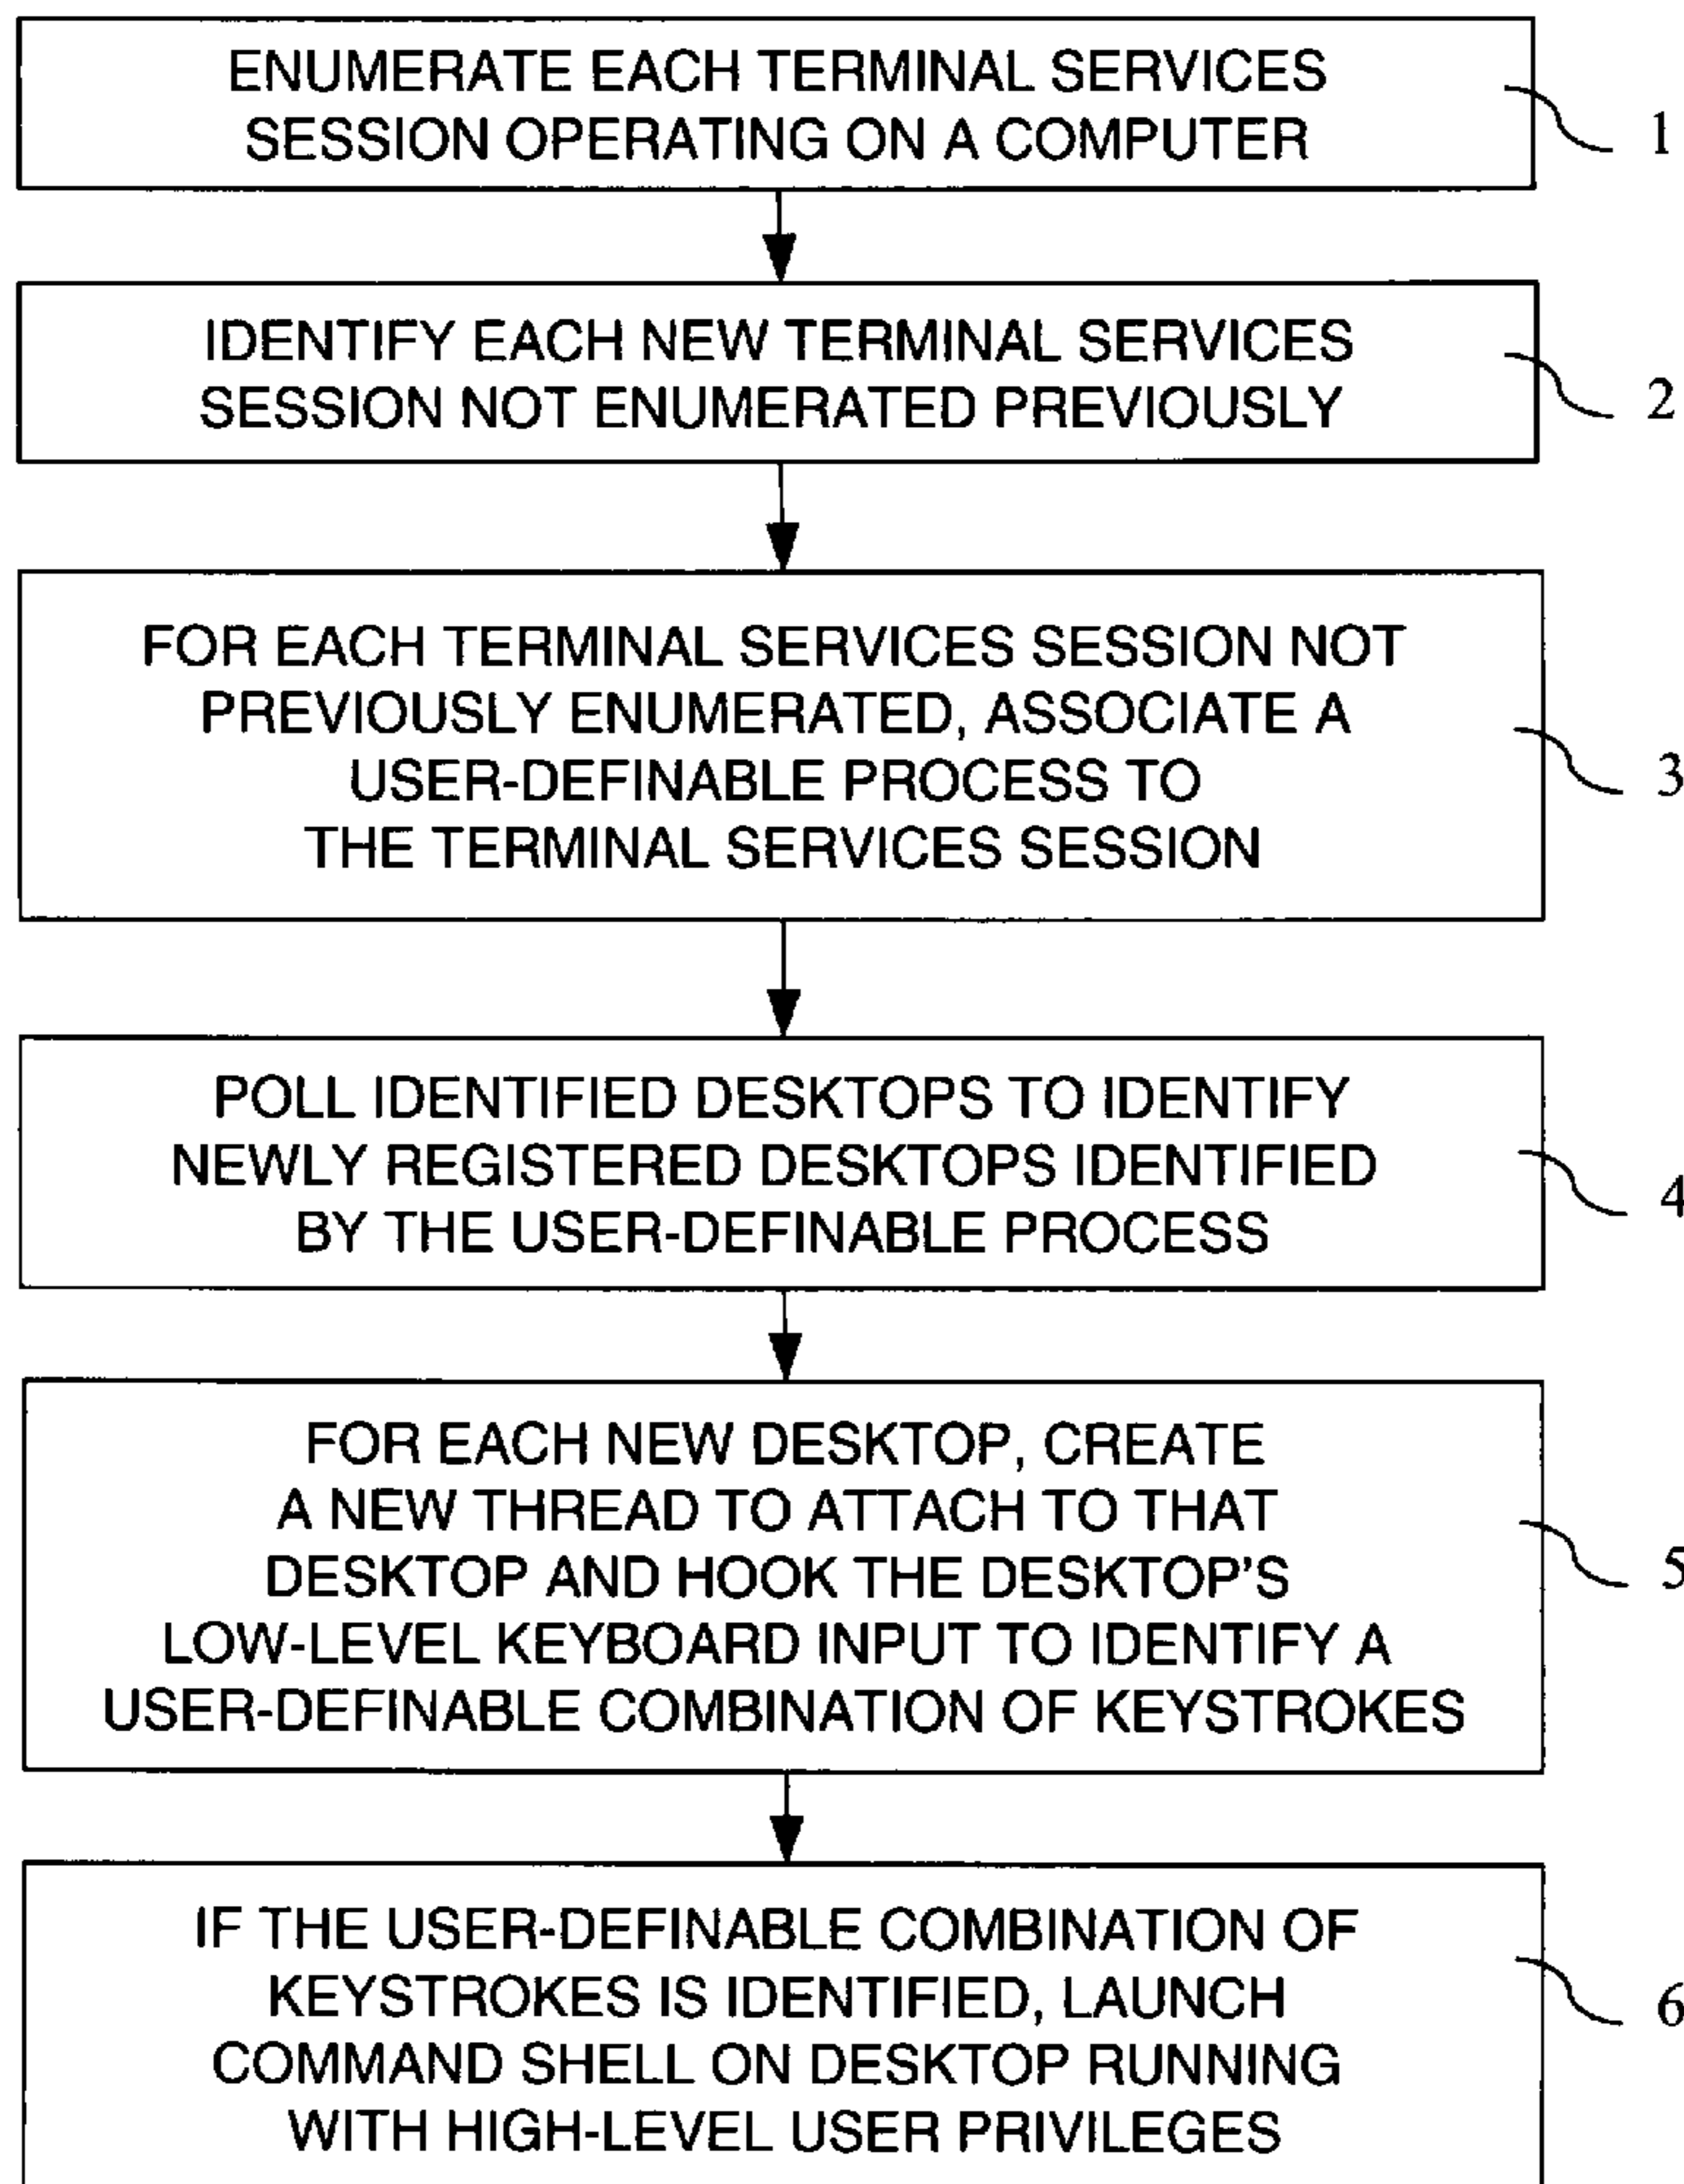 ENUMERATE EACH TERMINAL SERVICES
SESSION OPERATING ON A COMPUTER
1
IDENTIFY EACH NEW TERMINAL SERVICES
SESSION NOT ENUMERATED PREVIOUSLY
2
FOR EACH TERMINAL SERVICES SESSION NOT
PREVIOUSLY ENUMERATED, ASSOCIATE A
USER-DEFINABLE PROCESS TO
THE TERMINAL SERVICES SESSION
3
POLL IDENTIFIED DESKTOPS TO IDENTIFY
NEWLY REGISTERED DESKTOPS IDENTIFIED
BY THE USER-DEFINABLE PROCESS
4
FOR EACH NEW DESKTOP, CREATE
A NEW THREAD TO ATTACH TO THAT
DESKTOP AND HOOK THE DESKTOP'S
LOW-LEVEL KEYBOARD INPUT TO IDENTIFY A
USER-DEFINABLE COMBINATION OF KEYSTROKES
5
IF THE USER-DEFINABLE COMBINATION OF
KEYSTROKES IS IDENTIFIED, LAUNCH
COMMAND SHELL ON DESKTOP RUNNING
WITH HIGH-LEVEL USER PRIVILEGES
6